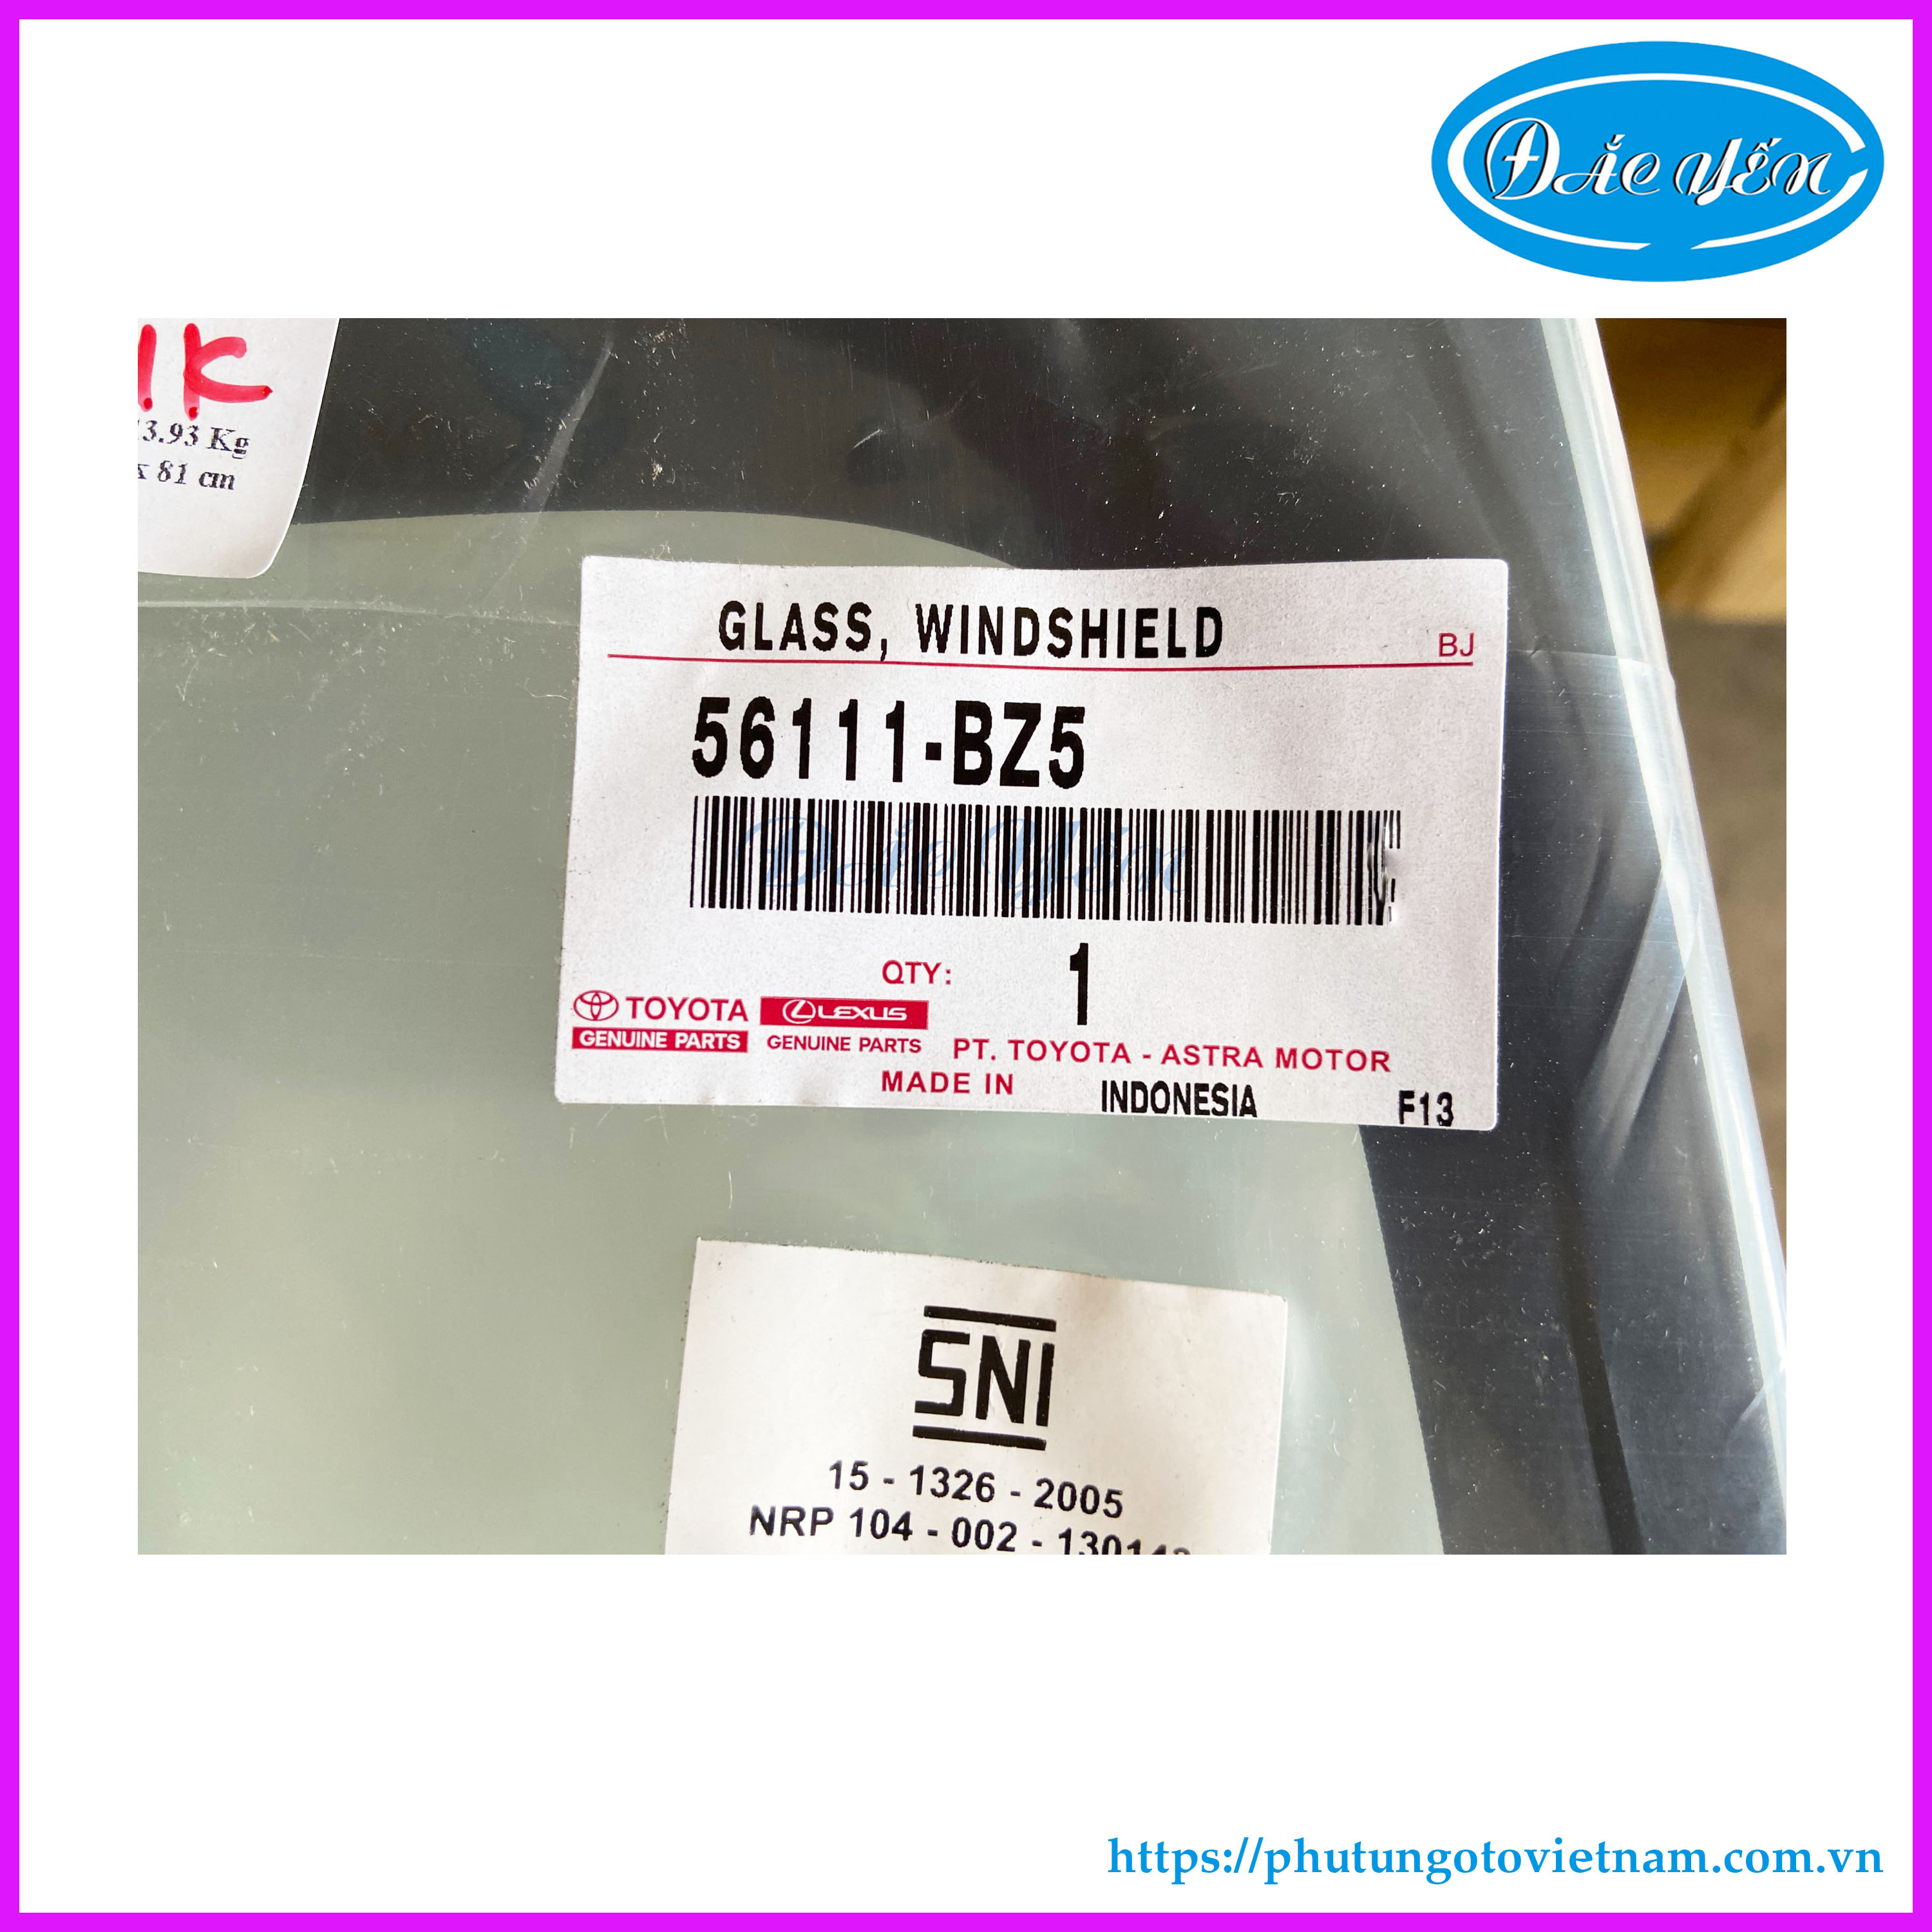 Đắc Yến
K
3.93 Kg
x 81 cm
GLASS, WINDSHIELD
BJ
56111-BZ5
Đắc Yến
QTY: 1
TOYOTA LEXUS
GENUINE PARTS GENUINE PARTS PT. TOYOTA - ASTRA MOTOR
MADE IN INDONESIA F13
SNI
15 - 1326 - 2005
NRP 104 - 002 -
https://phutungotovietnam.com.vn